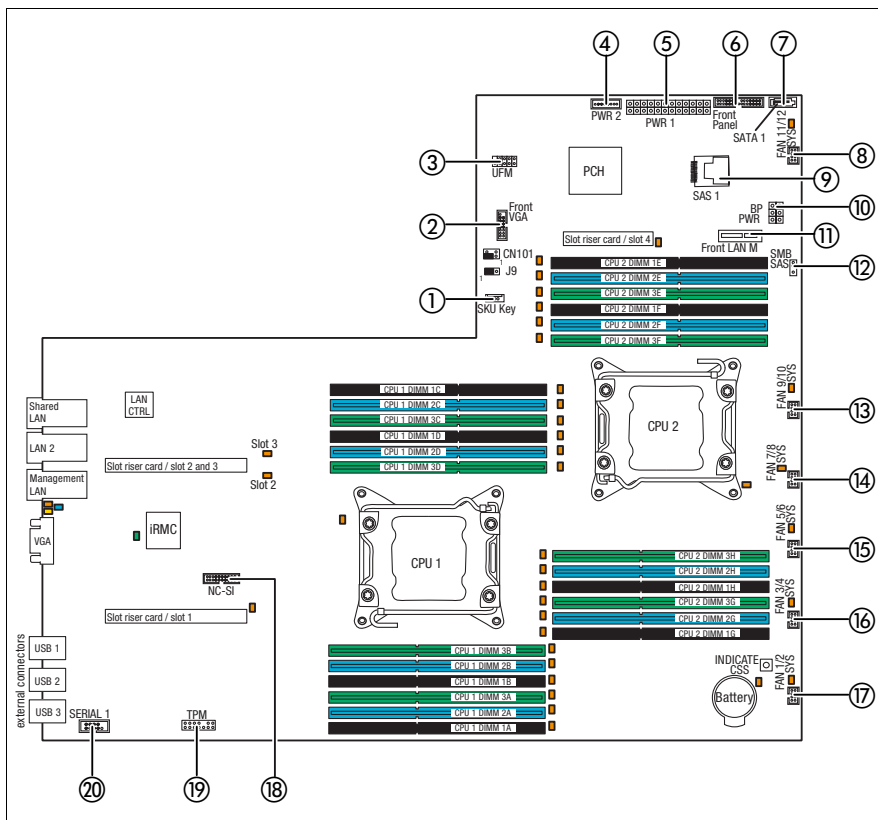 ④ ⑤ ⑥ ⑦
PWR 2
PWR 1
Front
Panel
SATA 1
FAN 11/12
SYS
⑧
③
UFM
PCH
SAS 1
⑨
②
Front
VGA
BP
PWR
⑩
Slot riser card / slot 4
Front LAN M
⑪
CN101
1
J9
1
SMB
SAS
⑫
①
SKU Key
CPU 2 DIMM 1E
CPU 2 DIMM 2E
CPU 2 DIMM 3E
CPU 2 DIMM 1F
CPU 2 DIMM 2F
CPU 2 DIMM 3F
Shared
LAN
LAN
CTRL
LAN 2
Management
LAN
Slot 3
Slot riser card / slot 2 and 3
Slot 2
CPU 1 DIMM 1C
CPU 1 DIMM 2C
CPU 1 DIMM 3C
CPU 1 DIMM 1D
CPU 1 DIMM 2D
CPU 1 DIMM 3D
CPU 2
FAN 9/10
SYS
⑬
FAN 7/8
SYS
⑭
VGA
iRMC
CPU 1
FAN 5/6
SYS
⑮
NC-SI
⑱
Slot riser card / slot 1
CPU 2 DIMM 3H
CPU 2 DIMM 2H
CPU 2 DIMM 1H
CPU 2 DIMM 3G
CPU 2 DIMM 2G
CPU 2 DIMM 1G
FAN 3/4
SYS
⑯
external connectors
USB 1
USB 2
USB 3
CPU 1 DIMM 3B
CPU 1 DIMM 2B
CPU 1 DIMM 1B
CPU 1 DIMM 3A
CPU 1 DIMM 2A
CPU 1 DIMM 1A
INDICATE
CSS
Battery
FAN 1/2
SYS
⑰
SERIAL 1
TPM
⑳ ⑲